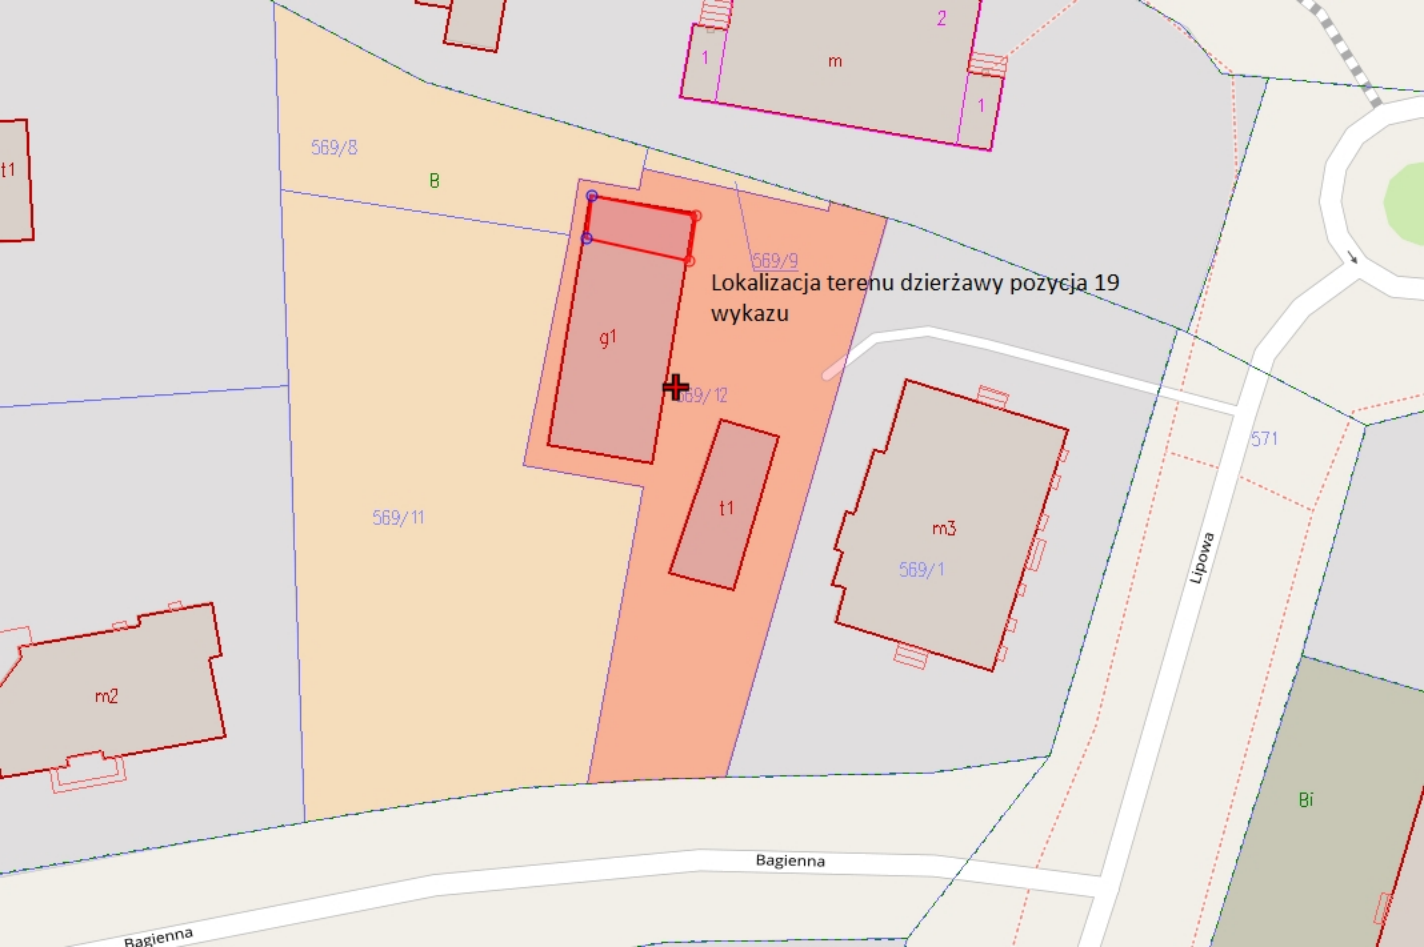 2
1
m
1
569/8
t1
B
569/9
Lokalizacja terenu dzierżawy pozycja 19
wykazu
g1
569/12
571
t1
569/11
m3
569/1
Lipowa
m2
Bi
Bagienna
Bagienna